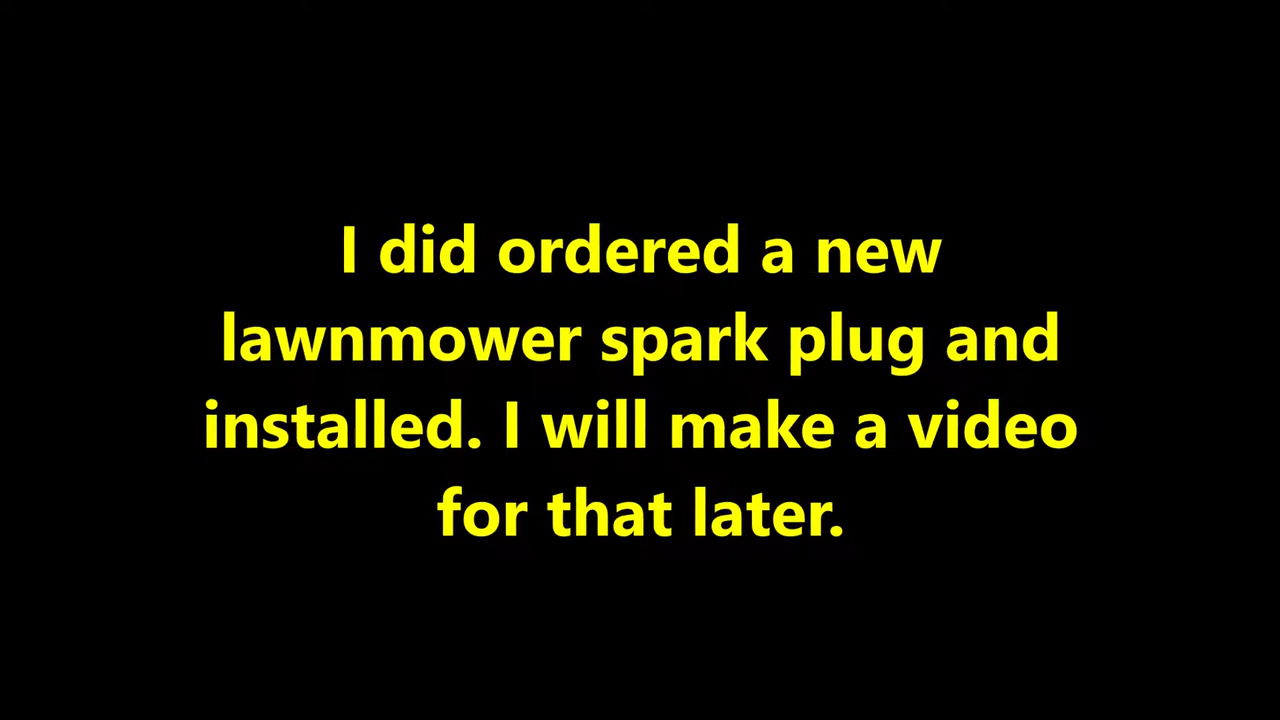 I did ordered a new
lawnmower spark plug and
installed. I will make a video
for that later.